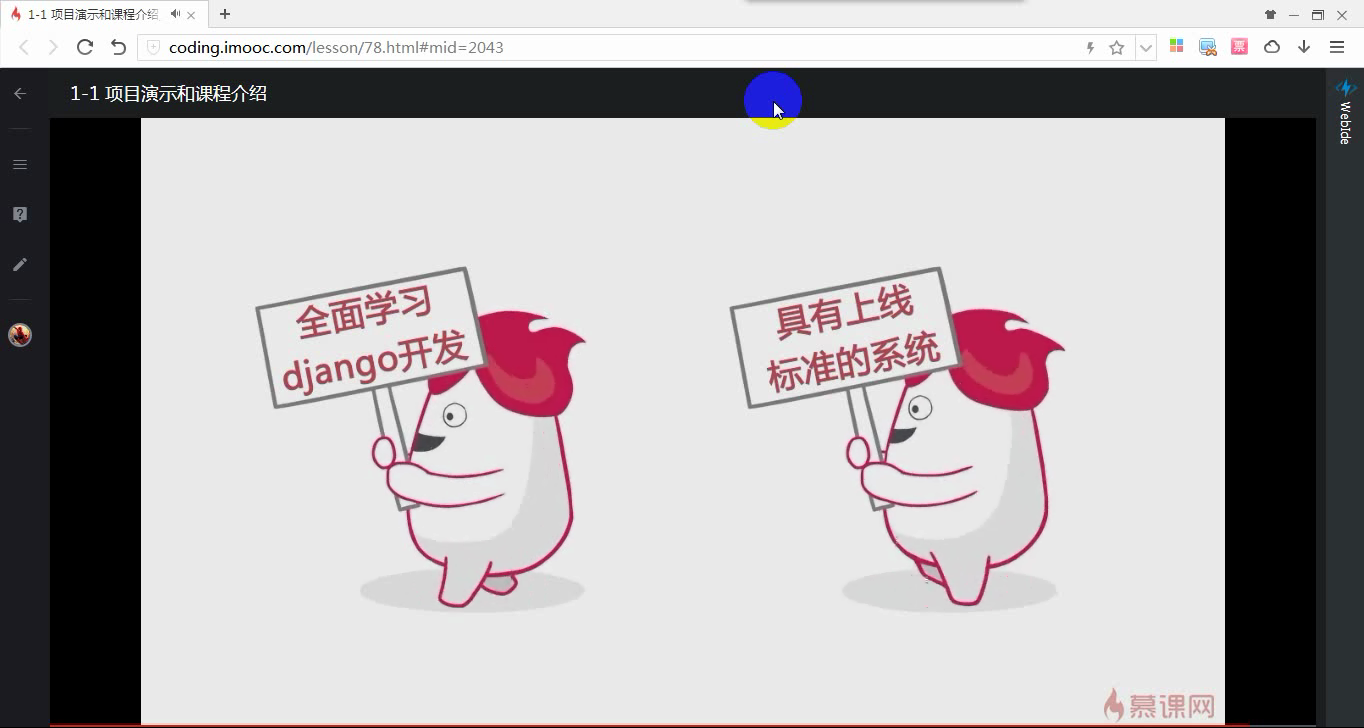 1-1 项目演示和课程介绍
coding.imooc.com/lesson/78.html#mid=2043
票
1-1 项目演示和课程介绍
WebIde
全面学习
django开发
具有上线
标准的系统
慕课网